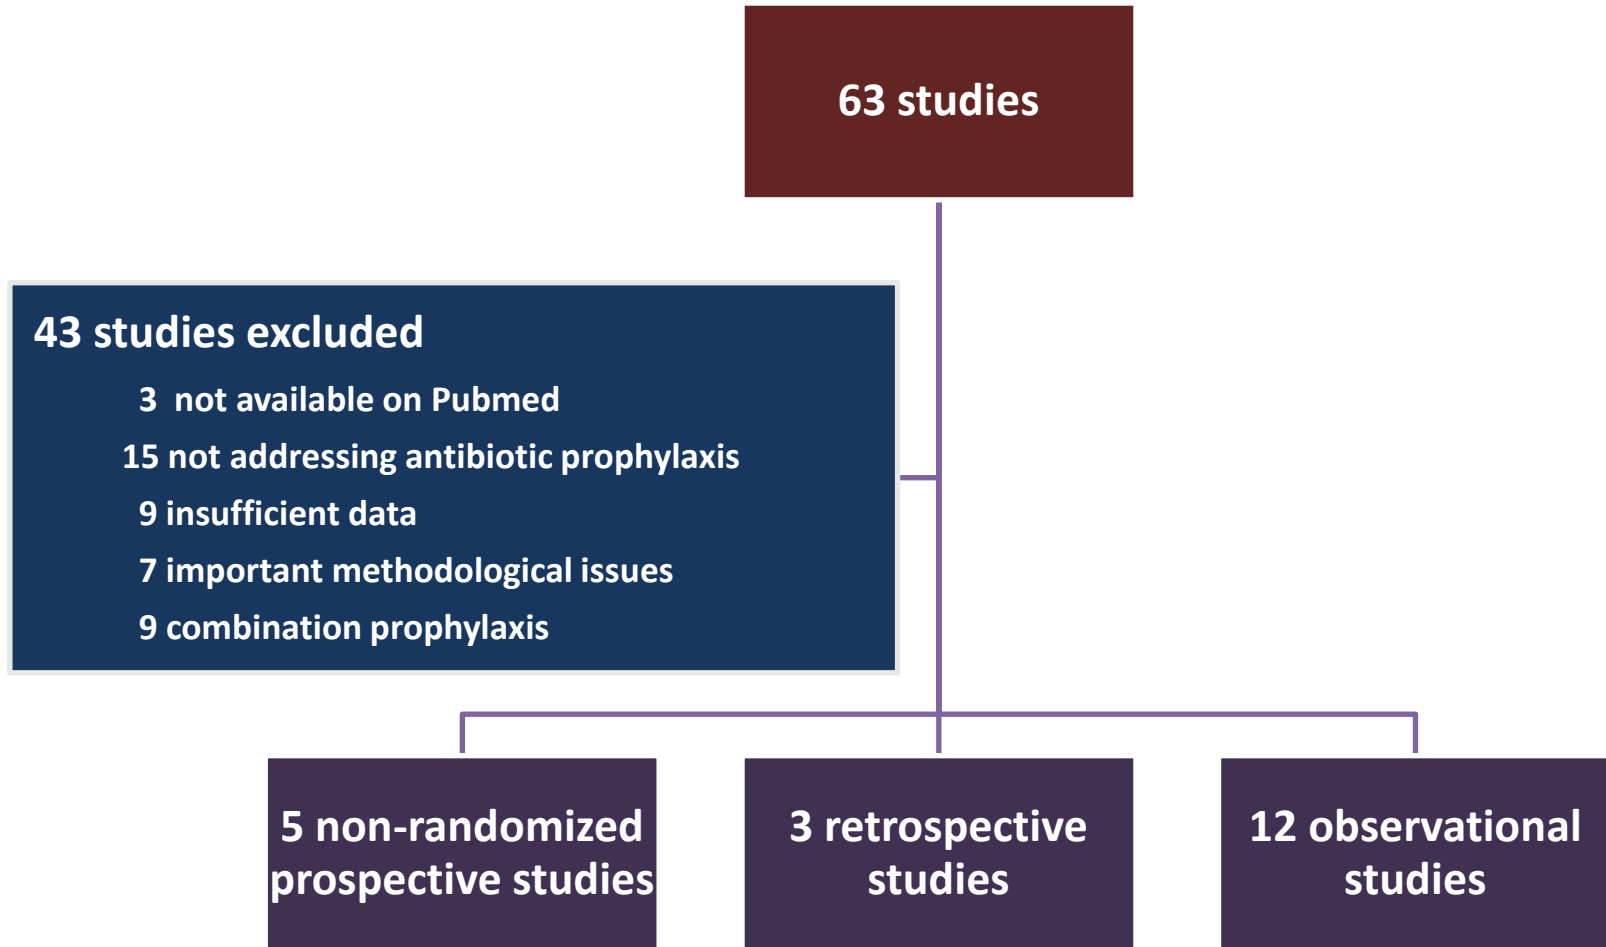 63 studies
43 studies excluded
3  not available on Pubmed
15 not addressing antibiotic prophylaxis
9 insufficient data
7 important methodological issues
9 combination prophylaxis
5 non-randomized
prospective studies
3 retrospective
studies
12 observational
studies